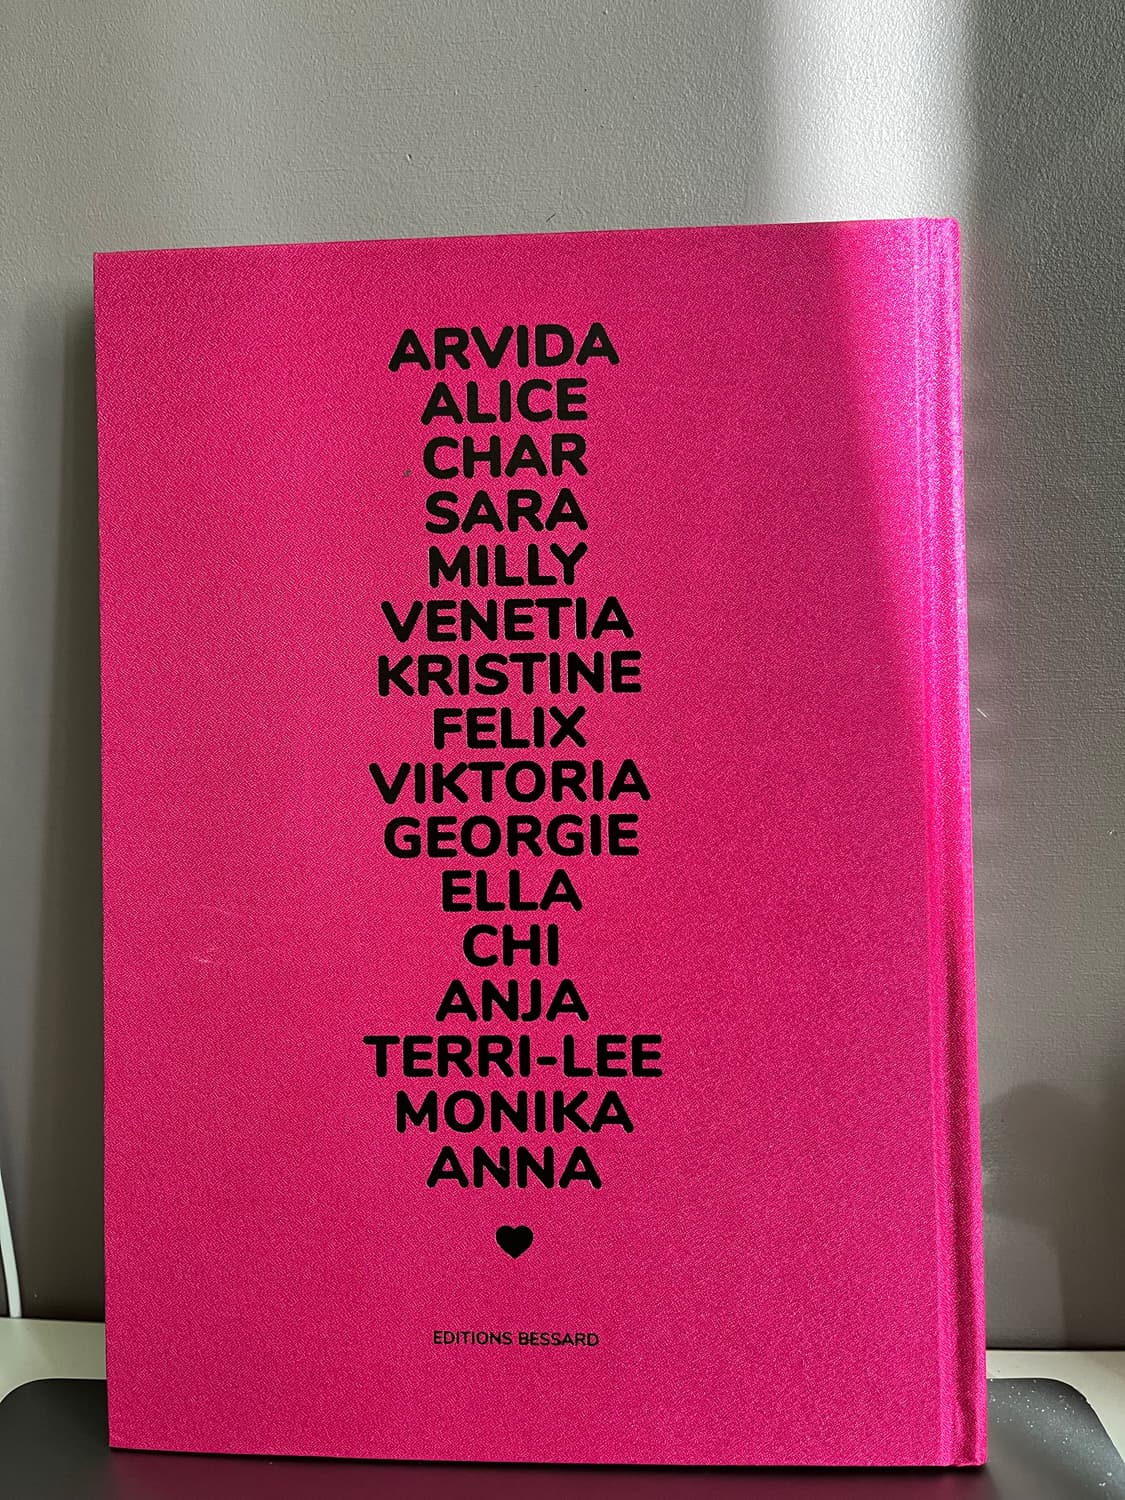 ARVIDA
ALICE
CHAR
SARA
MILLY
VENETIA
KRISTINE
FELIX
VIKTORIA
GEORGIE
ELLA
CHI
ANJA
TERRI-LEE
MONIKA
ANNA
EDITIONS BESSARD